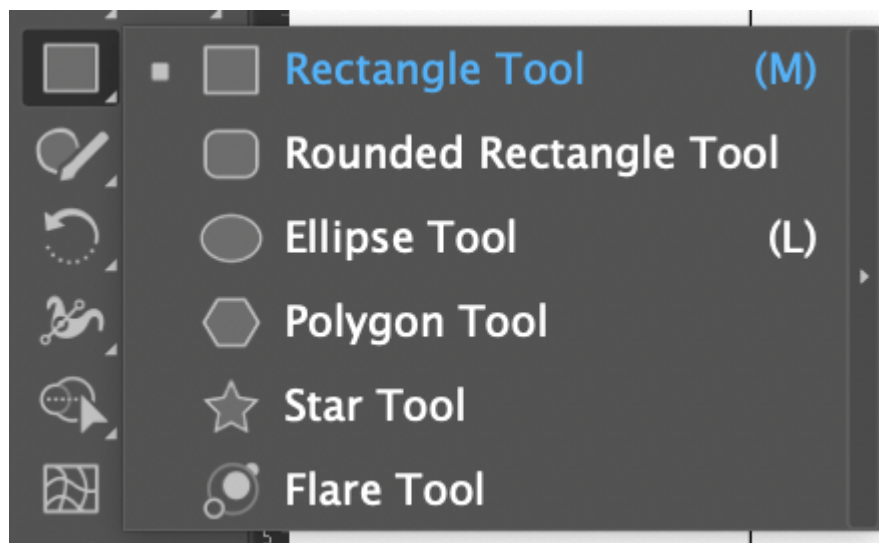 Rectangle Tool (M)
Rounded Rectangle Tool
Ellipse Tool (L)
Polygon Tool
Star Tool
Flare Tool